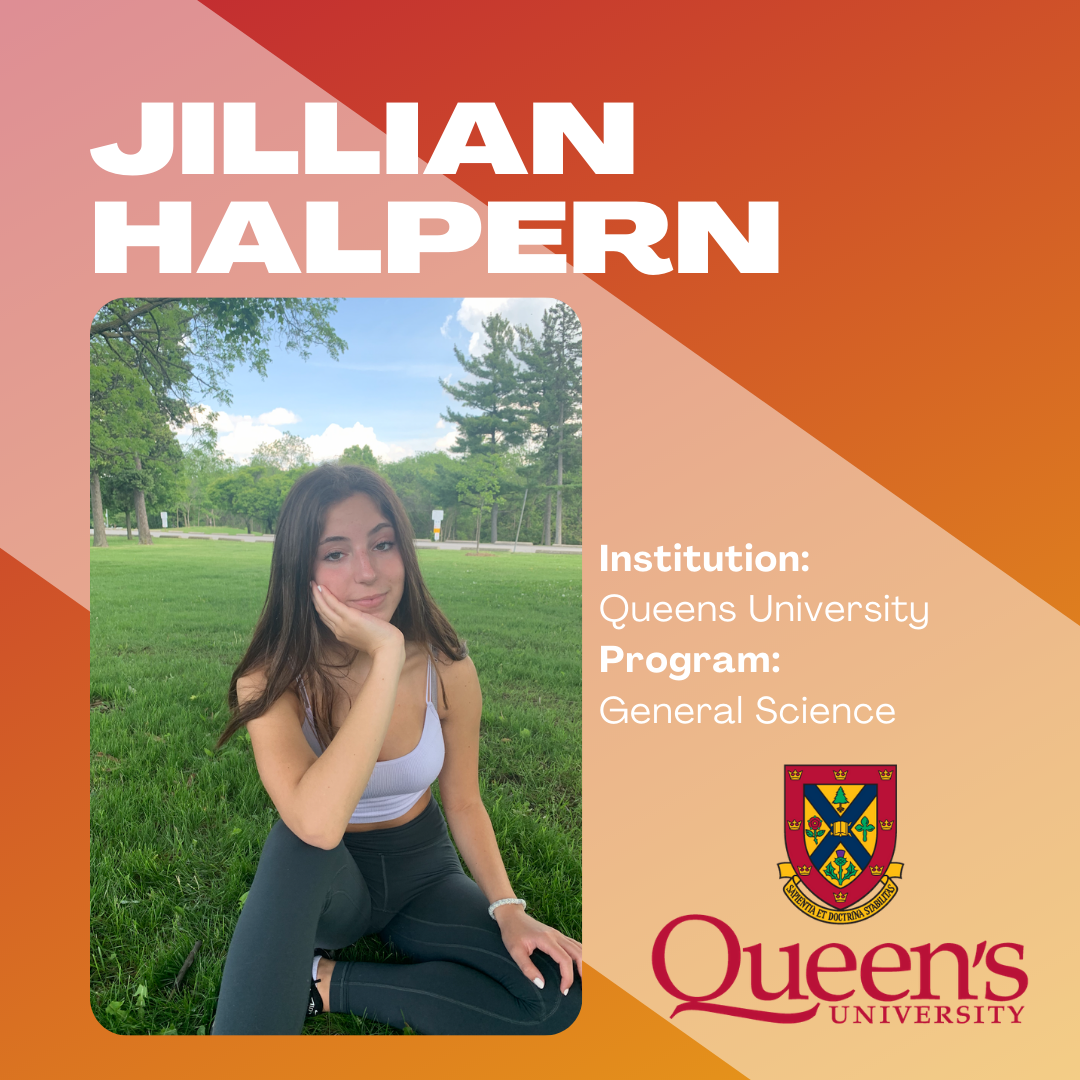 JILLIAN
HALPERN
Institution:
Queens University
Program:
General Science
SAPIENTIA ET DOCTRINA STABILITAS
Queen's
UNIVERSITY